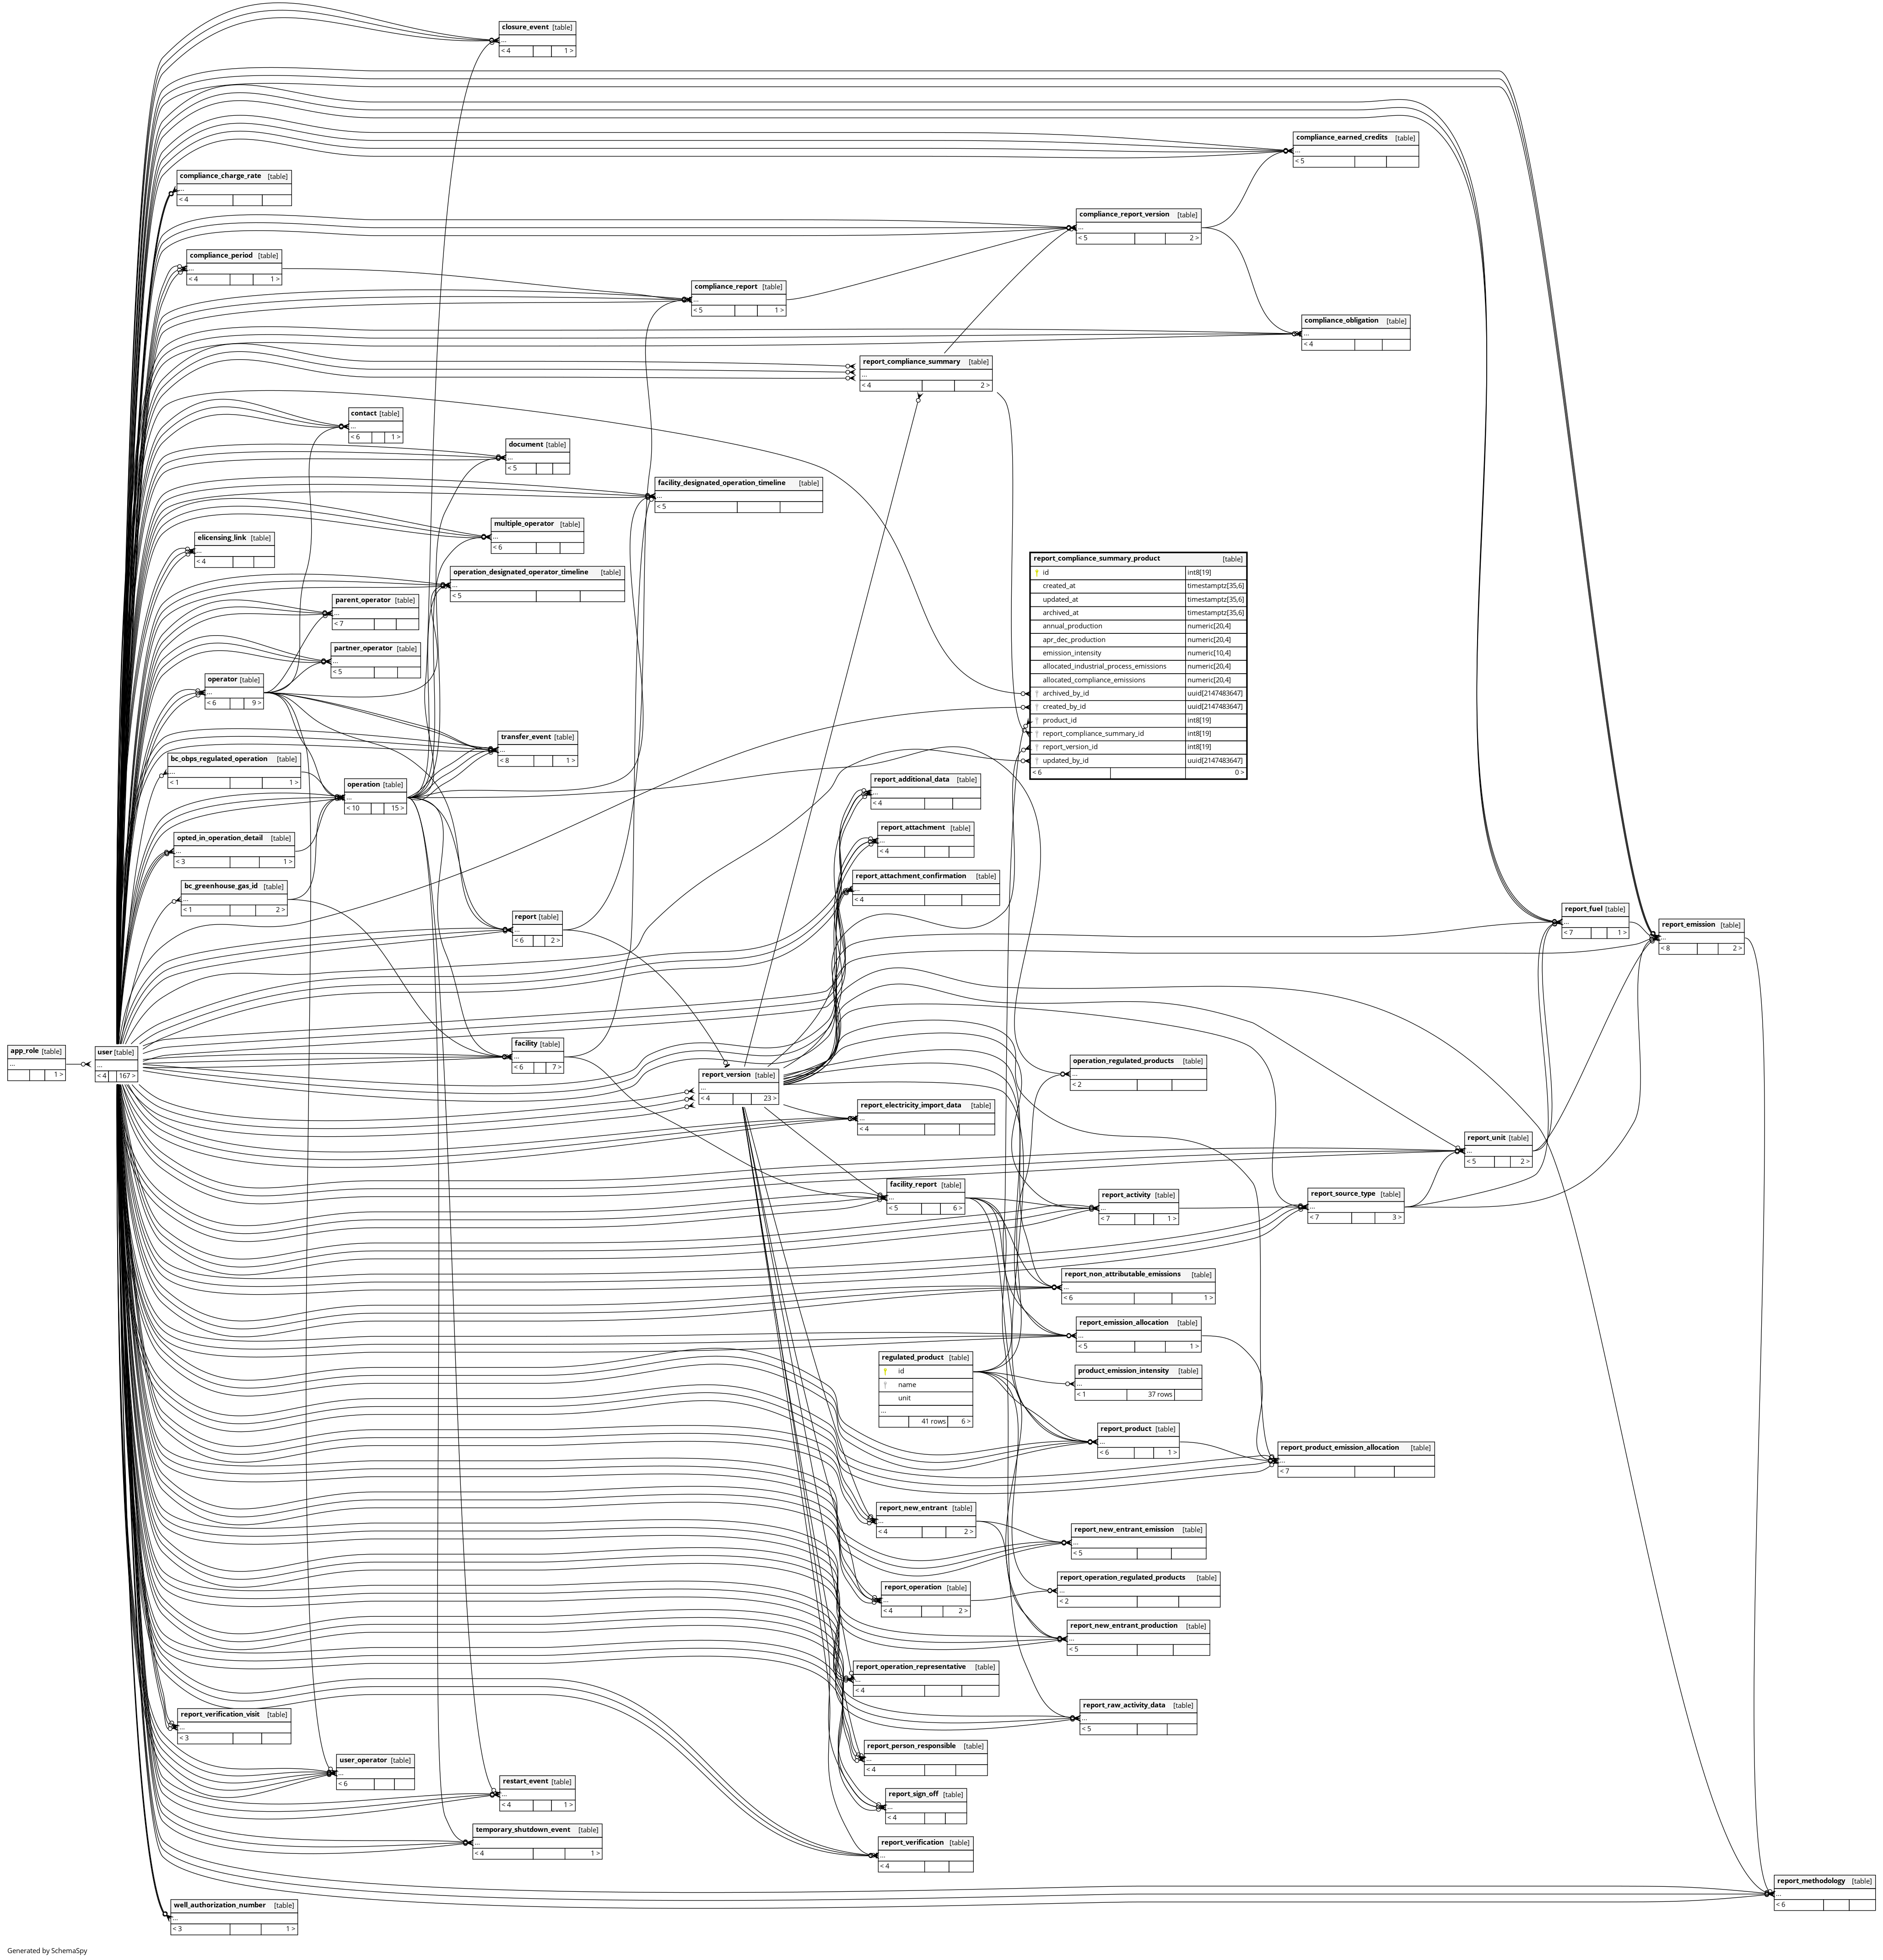 closure_event [table]
...
< 4 1 >
compliance_earned_credits [table]
...
< 5
compliance_charge_rate [table]
...
< 4
compliance_report_version [table]
...
< 5 2 >
compliance_period [table]
...
< 4 1 >
compliance_report [table]
...
< 5 1 >
compliance_obligation [table]
...
< 4
report_compliance_summary [table]
...
< 4 2 >
contact [table]
...
< 6 1 >
document [table]
...
< 5
facility_designated_operation_timeline [table]
...
< 5
multiple_operator [table]
...
< 6
elicensing_link [table]
...
< 4
report_compliance_summary_product [table]
id int8[19]
created_at timestamptz[35,6]
updated_at timestamptz[35,6]
archived_at timestamptz[35,6]
annual_production numeric[20,4]
apr_dec_production numeric[20,4]
emission_intensity numeric[10,4]
allocated_industrial_process_emissions numeric[20,4]
allocated_compliance_emissions numeric[20,4]
archived_by_id uuid[2147483647]
created_by_id uuid[2147483647]
product_id int8[19]
report_compliance_summary_id int8[19]
report_version_id int8[19]
updated_by_id uuid[2147483647]
< 6 0 >
operation_designated_operator_timeline [table]
...
< 5
parent_operator [table]
...
< 7
partner_operator [table]
...
< 5
operator [table]
...
< 6 9 >
transfer_event [table]
...
< 8 1 >
bc_obps_regulated_operation [table]
...
< 1 1 >
operation [table]
...
< 10 15 >
report_additional_data [table]
...
< 4
report_attachment [table]
...
< 4
opted_in_operation_detail [table]
...
< 3 1 >
report_attachment_confirmation [table]
...
< 4
bc_greenhouse_gas_id [table]
...
< 1 2 >
report [table]
...
< 6 2 >
report_fuel [table]
...
< 7 1 >
report_emission [table]
...
< 8 2 >
app_role [table]
...
1 >
user [table]
...
< 4 167 >
facility [table]
...
< 6 7 >
operation_regulated_products [table]
...
< 2
report_version [table]
...
< 4 23 >
report_electricity_import_data [table]
...
< 4
report_unit [table]
...
< 5 2 >
facility_report [table]
...
< 5 6 >
report_activity [table]
...
< 7 1 >
report_source_type [table]
...
< 7 3 >
report_non_attributable_emissions [table]
...
< 6 1 >
report_emission_allocation [table]
...
< 5 1 >
regulated_product [table]
id
name
unit
...
41 rows 6 >
product_emission_intensity [table]
...
< 1 37 rows
report_product [table]
...
< 6 1 >
report_product_emission_allocation [table]
...
< 7
report_new_entrant [table]
...
< 4 2 >
report_new_entrant_emission [table]
...
< 5
report_operation_regulated_products [table]
...
< 2
report_operation [table]
...
< 4 2 >
report_new_entrant_production [table]
...
< 5
report_operation_representative [table]
...
< 4
report_raw_activity_data [table]
...
< 5
report_verification_visit [table]
...
< 3
report_person_responsible [table]
...
< 4
user_operator [table]
...
< 6
restart_event [table]
...
< 4 1 >
report_sign_off [table]
...
< 4
temporary_shutdown_event [table]
...
< 4 1 >
report_verification [table]
...
< 4
report_methodology [table]
...
< 6
well_authorization_number [table]
...
< 3 1 >
Generated by SchemaSpy